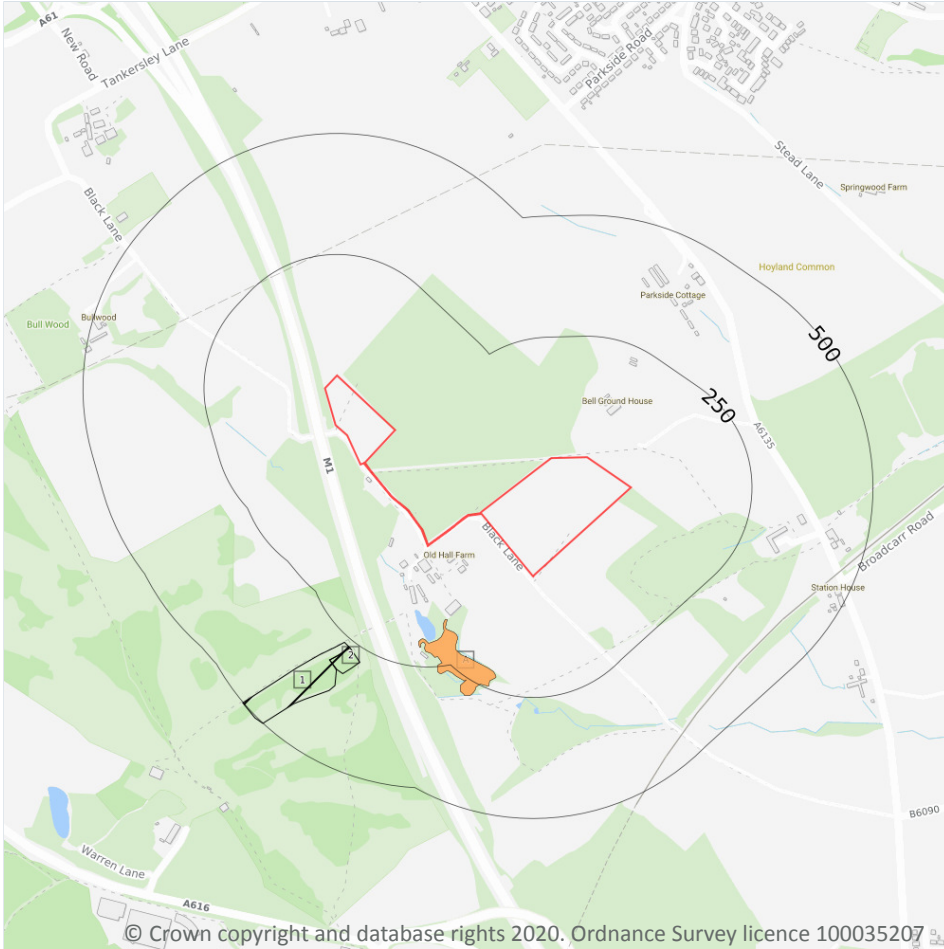 A61
New Road
Tankersley Lane
Parkside Road
Stead Lane
Springwood Farm
Black Lane
Hoyland Common
Parkside Cottage
Bull Wood
Bullwood
500
250
Bell Ground House
A6135
M1
Black Lane
Broadcarr Road
Old Hall Farm
Station House
1
2
B6090
Warren Lane
A616
© Crown copyright and database rights 2020. Ordnance Survey licence 100035207